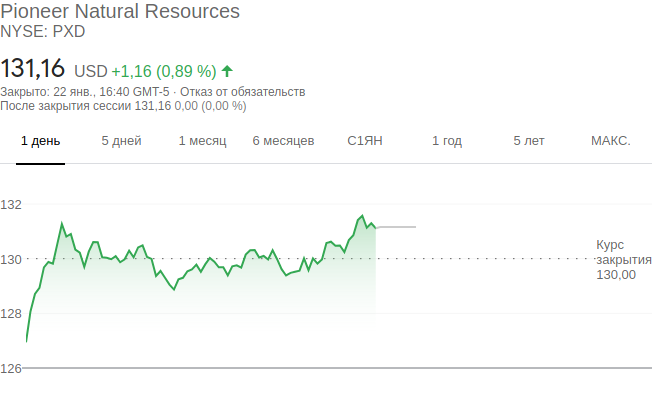 Pioneer Natural Resources
NYSE: PXD
131,16 USD +1,16 (0,89 %)
Закрыто: 22 янв., 16:40 GMT-5 · Отказ от обязательств
После закрытия сессии 131,16 0,00 (0,00 %)
1 день 5 дней 1 месяц 6 месяцев С1ЯН 1 год 5 лет МАКС.
132
130
128
126
Курс
закрытия
130,00